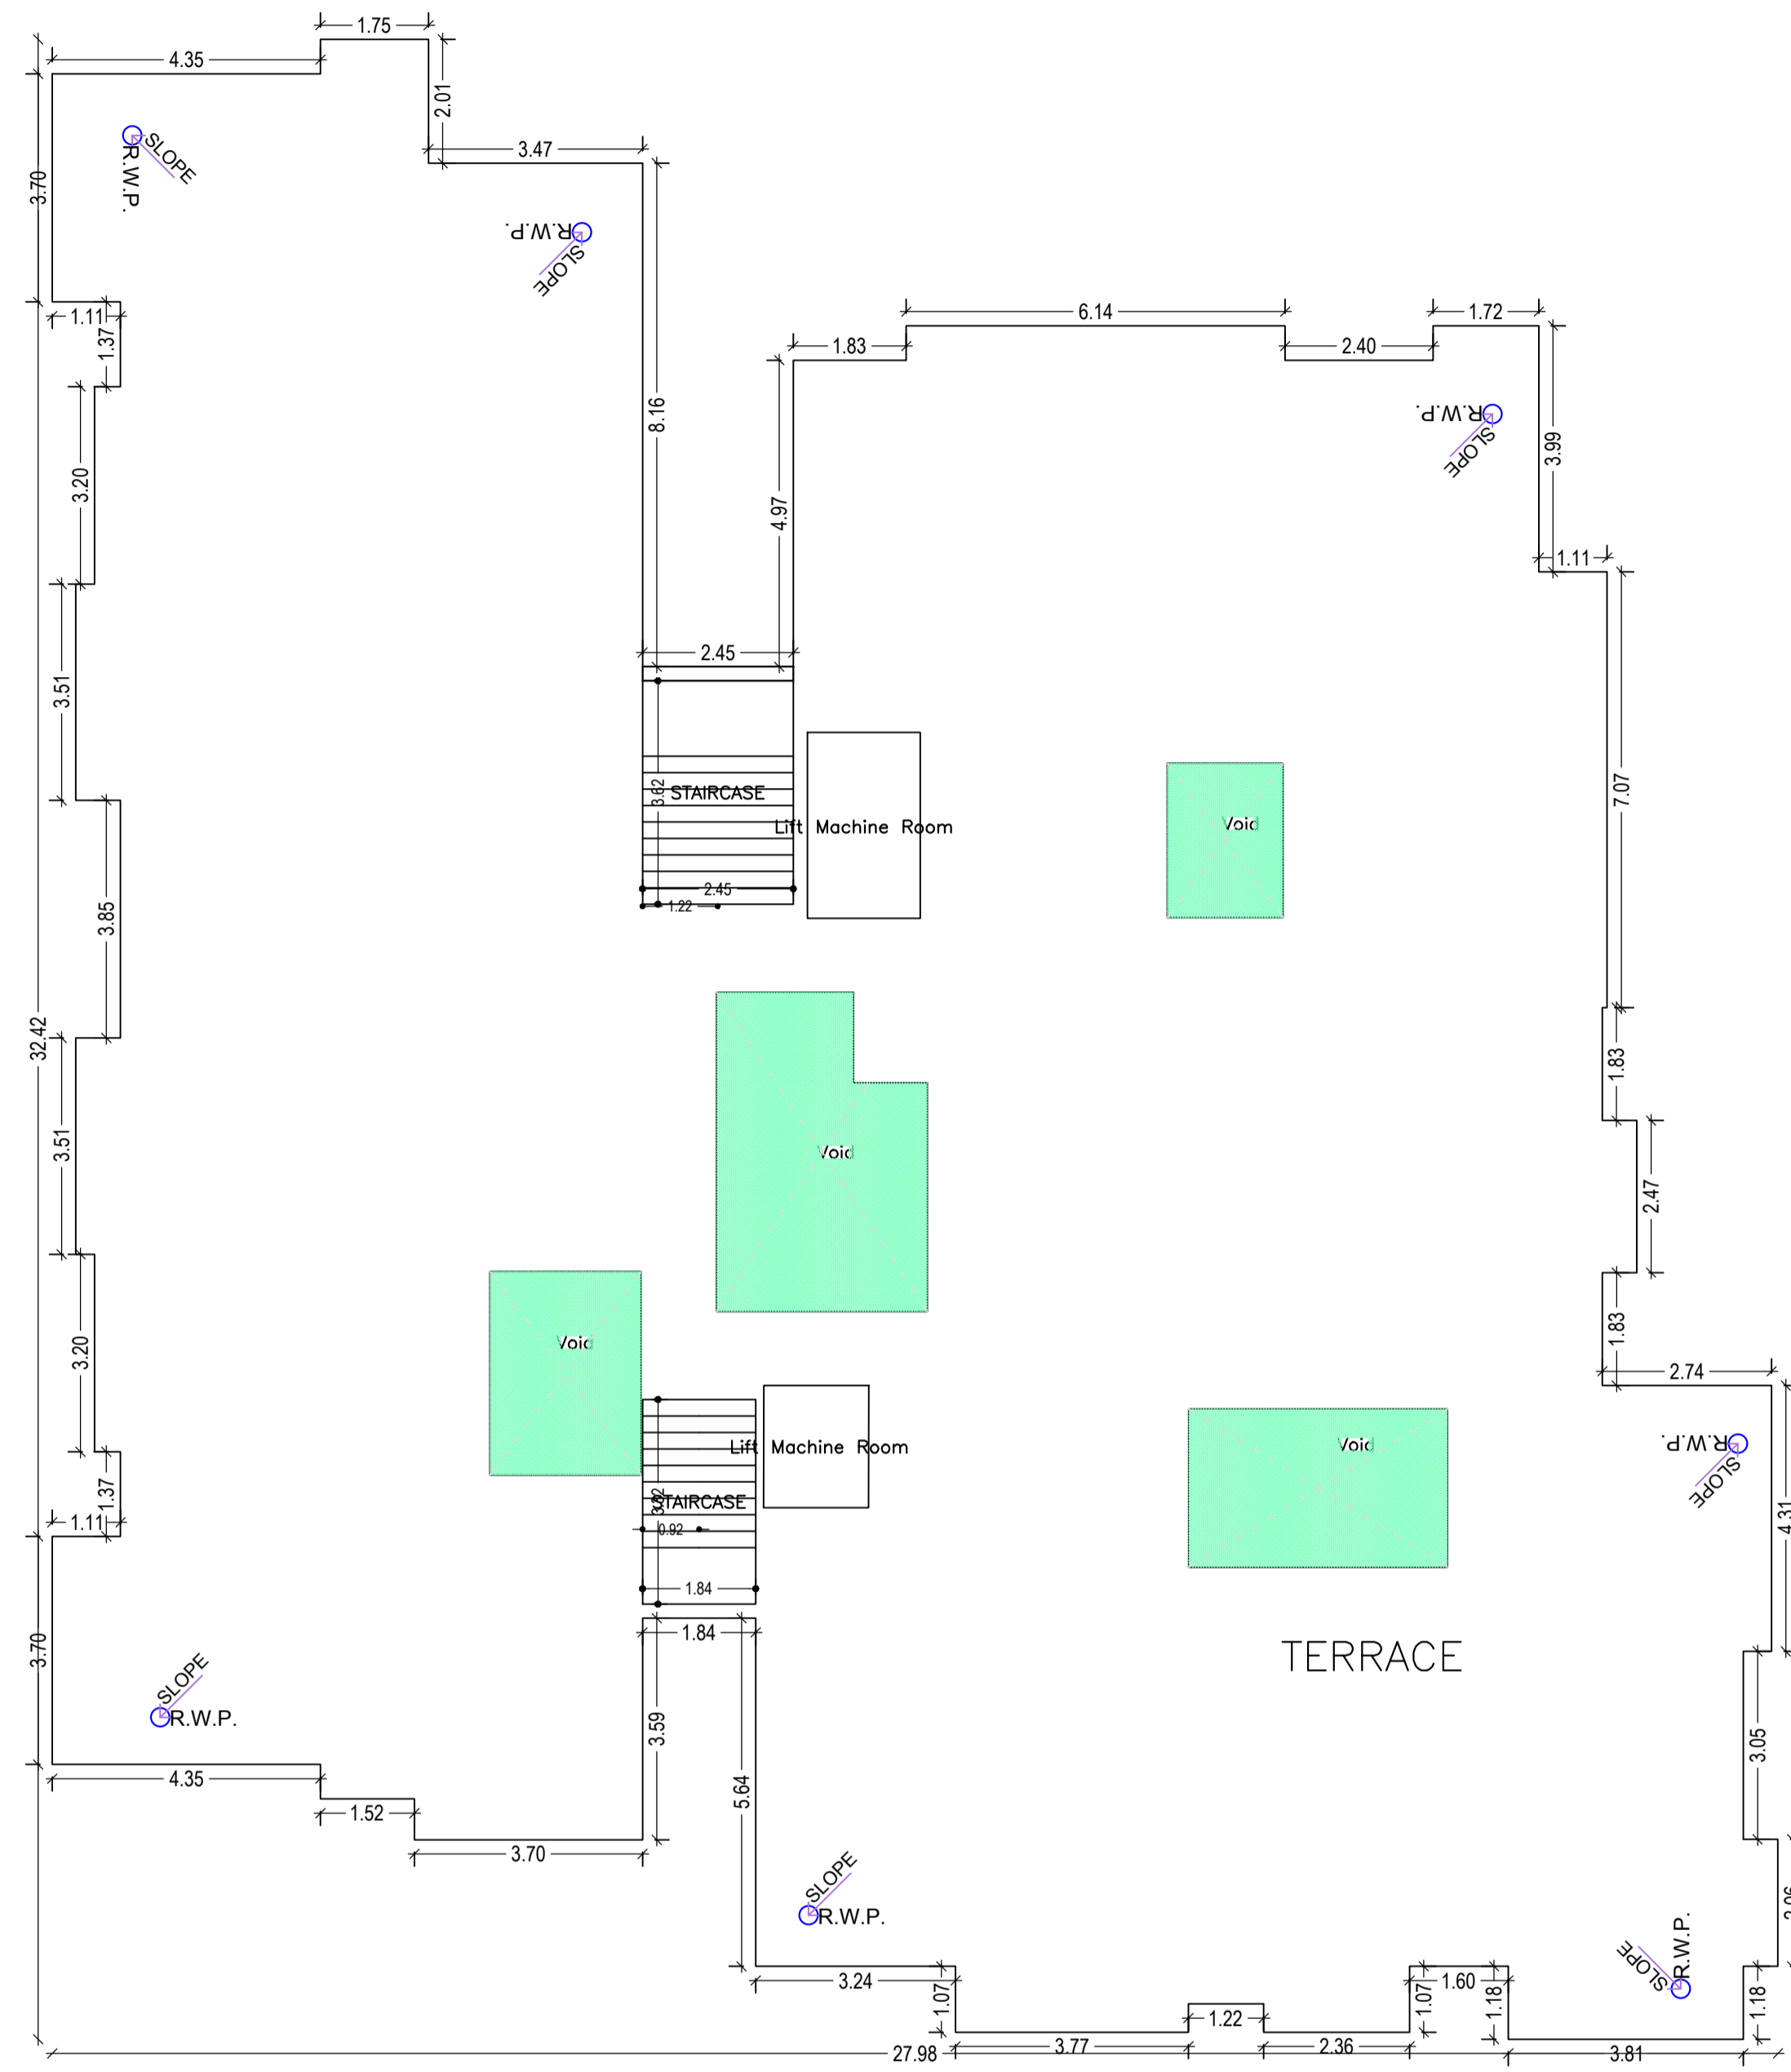 1.75
4.35
2.01
3.47
3.70
SLOPE
R.W.P.
R.W.P.
SLOPE
1.11
1.37
6.14
1.72
1.83
2.40
8.16
R.W.P.
SLOPE
3.99
3.20
4.97
1.11
2.45
3.51
7.07
3.62
STAIRCASE
Lift Machine Room
Void
2.45
1.22
3.85
32.42
1.83
3.51
Void
2.47
3.20
Void
1.83
2.74
Lift Machine Room
Void
R.W.P.
SLOPE
1.37
STAIRCASE
1.11
0.92
4.31
1.84
1.84
3.70
TERRACE
SLOPE
R.W.P.
3.59
3.05
4.35
1.52
5.64
3.70
SLOPE
R.W.P.
R.W.P.
SLOPE
2.06
3.24
1.07
1.60
1.07
1.18
1.18
1.22
3.77
2.36
27.98
3.81